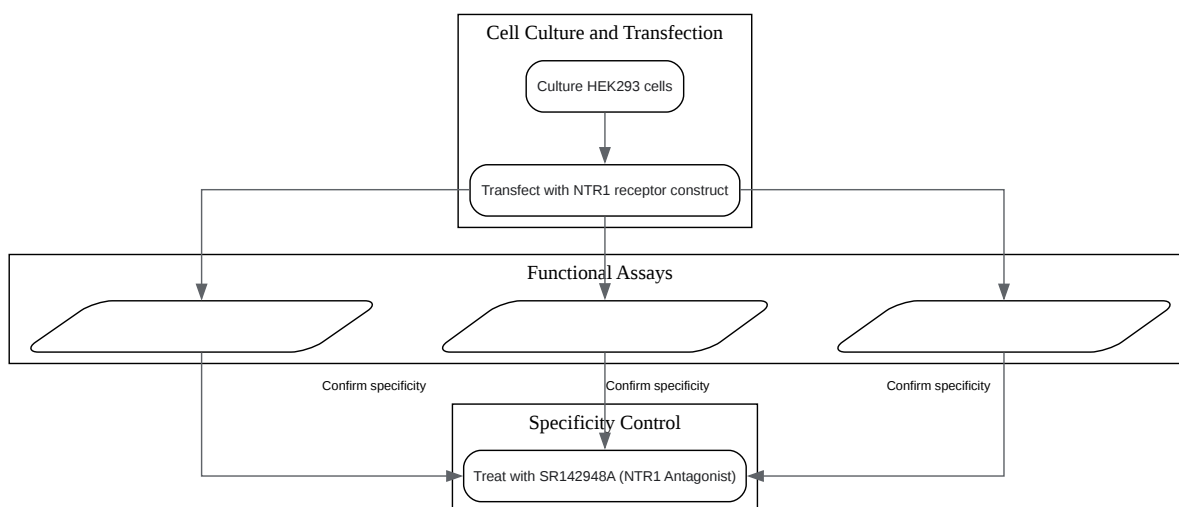 Cell Culture and Transfection
Culture HEK293 cells
Transfect with NTR1 receptor construct
Functional Assays
Confirm specificity
Confirm specificity
Confirm specificity
Specificity Control
Treat with SR142948A (NTR1 Antagonist)